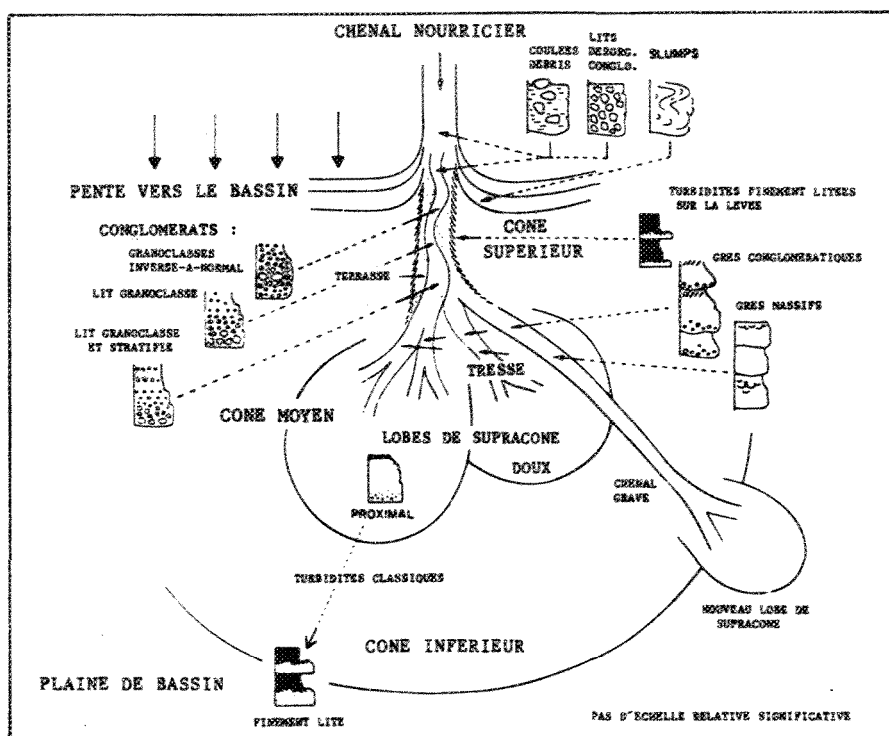 CHENAL NOURRICIER
COULEES
DEBRIS
LITS
DESORG.
CONGLO.
SLUMPS
PENTE VERS LE BASSIN
TURBIDITES FINEMENT LITEES
SUR LA LEVEE
CONGLOMERATS :
GRANOCLASSES
INVERSE-A-NORMAL
CONE
SUPERIEUR
GRES CONGLOMERATIQUES
TERRASSE
LIT GRANOCLASSE
GRES MASSIFS
LIT GRANOCLASSE
ET STRATIFIE
TRESSE
CONE MOYEN
LOBES DE SUPRACONE
DOUX
CHENAL
GRAVE
PROXIMAL
TURBIDITES CLASSIQUES
NOUVEAU LOBE DE
SUPRACONE
CONE INFERIEUR
PLAINE DE BASSIN
FINEMENT LITE
PAS D'ECHELLE RELATIVE SIGNIFICATIVE